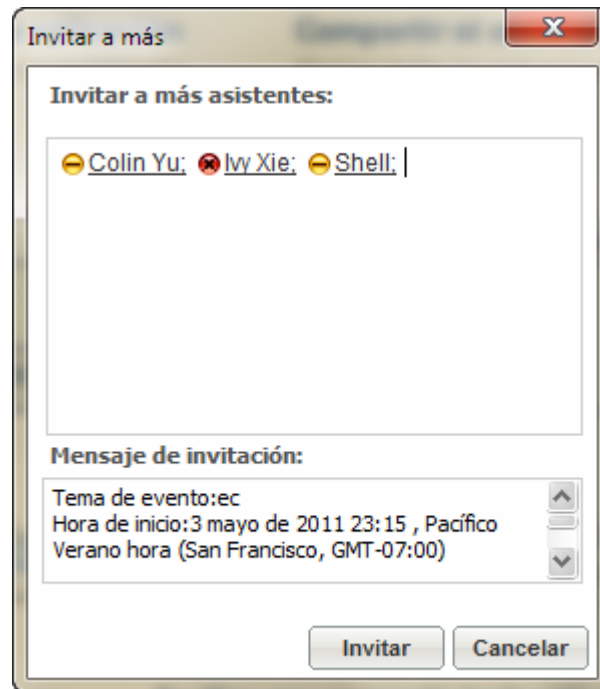 Invitar a más
Invitar a más asistentes:
Colin Yu; Ivy Xie; Shell;
Mensaje de invitación:
Tema de evento:ec
Hora de inicio:3 mayo de 2011 23:15 , Pacífico
Verano hora (San Francisco, GMT-07:00)
Invitar Cancelar